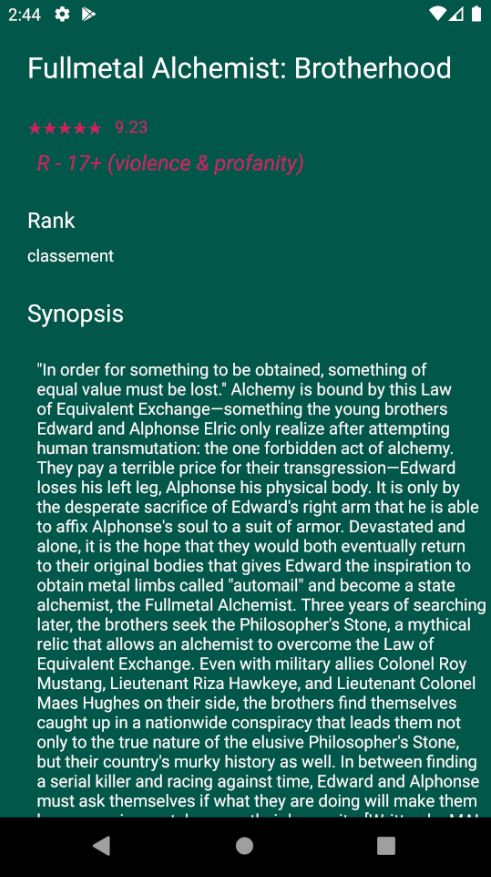 2:44
Fullmetal Alchemist: Brotherhood
★★★★★ 9.23
R - 17+ (violence & profanity)
Rank
classement
Synopsis
"In order for something to be obtained, something of
equal value must be lost." Alchemy is bound by this Law
of Equivalent Exchange—something the young brothers
Edward and Alphonse Elric only realize after attempting
human transmutation: the one forbidden act of alchemy.
They pay a terrible price for their transgression—Edward
loses his left leg, Alphonse his physical body. It is only by
the desperate sacrifice of Edward's right arm that he is able
to affix Alphonse's soul to a suit of armor. Devastated and
alone, it is the hope that they would both eventually return
to their original bodies that gives Edward the inspiration to
obtain metal limbs called "automail" and become a state
alchemist, the Fullmetal Alchemist. Three years of searching
later, the brothers seek the Philosopher's Stone, a mythical
relic that allows an alchemist to overcome the Law of
Equivalent Exchange. Even with military allies Colonel Roy
Mustang, Lieutenant Riza Hawkeye, and Lieutenant Colonel
Maes Hughes on their side, the brothers find themselves
caught up in a nationwide conspiracy that leads them not
only to the true nature of the elusive Philosopher's Stone,
but their country's murky history as well. In between finding
a serial killer and racing against time, Edward and Alphonse
must ask themselves if what they are doing will make them